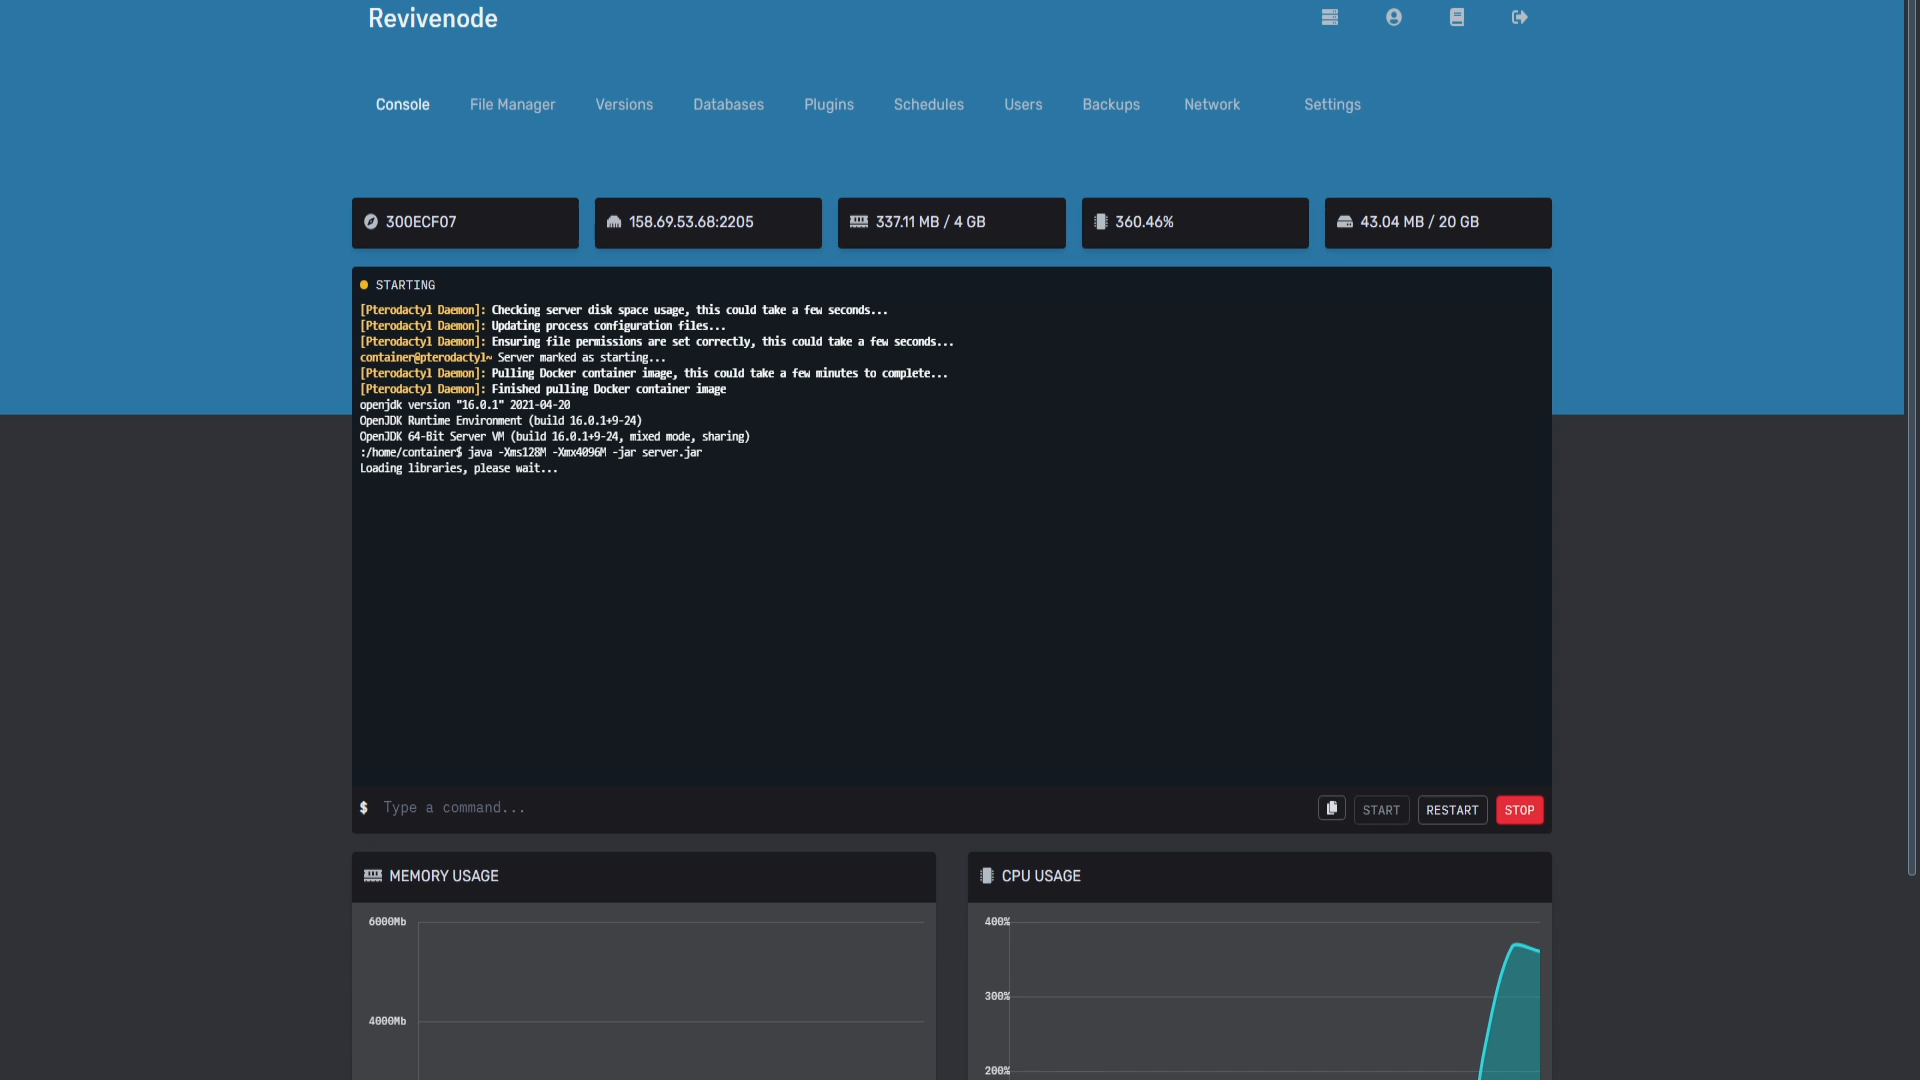 Revivenode
Console File Manager Versions Databases Plugins Schedules Users Backups Network Settings
300ECF07 158.69.53.68:2205 337.11 MB / 4 GB 360.46% 43.04 MB / 20 GB
STARTING
[Pterodactyl Daemon]: Checking server disk space usage, this could take a few seconds...
[Pterodactyl Daemon]: Updating process configuration files...
[Pterodactyl Daemon]: Ensuring file permissions are set correctly, this could take a few seconds...
container@pterodactyl~ Server marked as starting...
[Pterodactyl Daemon]: Pulling Docker container image, this could take a few minutes to complete...
[Pterodactyl Daemon]: Finished pulling Docker container image
openjdk version "16.0.1" 2021-04-20
OpenJDK Runtime Environment (build 16.0.1+9-24)
OpenJDK 64-Bit Server VM (build 16.0.1+9-24, mixed mode, sharing)
:/home/container$ java -Xms128M -Xmx4096M -jar server.jar
Loading libraries, please wait...
$ Type a command... START RESTART STOP
MEMORY USAGE
6000Mb
4000Mb
CPU USAGE
400%
300%
200%